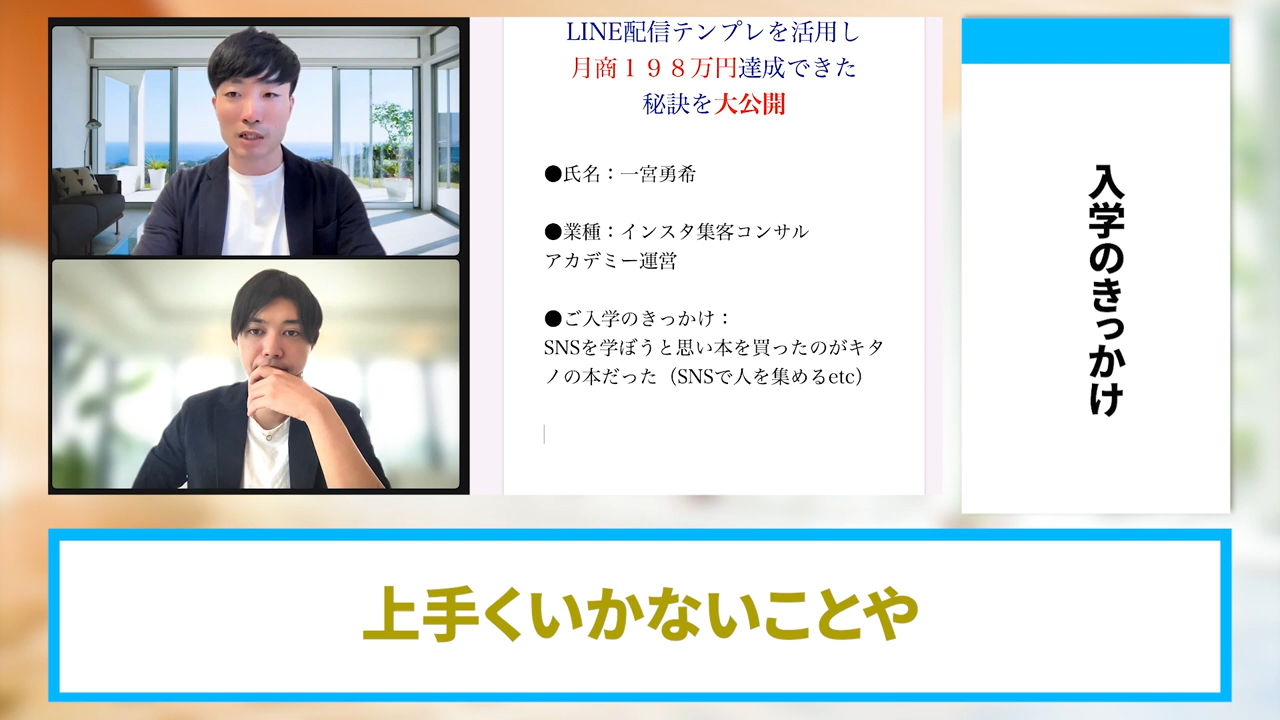 LINE配信テンプレを活用し
月商１９８万円達成できた
秘訣を大公開
●氏名：一宮勇希
●業種：インスタ集客コンサル
アカデミー運営
●ご入学のきっかけ：
SNSを学ぼうと思い本を買ったのがキタ
ノの本だった（SNSで人を集めるetc）
入学のきっかけ
上手くいかないことや